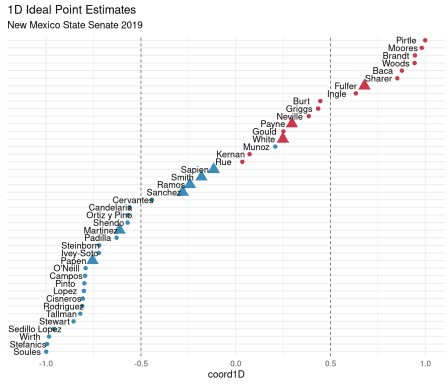 1D Ideal Point Estimates
New Mexico State Senate 2019
Pirtle
Moores
Brandt
Woods
Baca
Sharer
Fulfer
Ingle
Burt
Griggs
Neville
Payne
Gould
White
Munoz
Kernan
Rue
Sapien
Smith
Ramos
Sanchez
Cervantes
Candelaria
Ortiz y Pino
Shendo
Martinez
Padilla
Steinborn
Ivey-Soto
Papen
O'Neill
Campos
Pinto
Lopez
Cisneros
Rodriguez
Tallman
Stewart
Sedillo Lopez
Wirth
Stefanics
Soules
-1.0 -0.5 0.0 0.5 1.0
coord1D